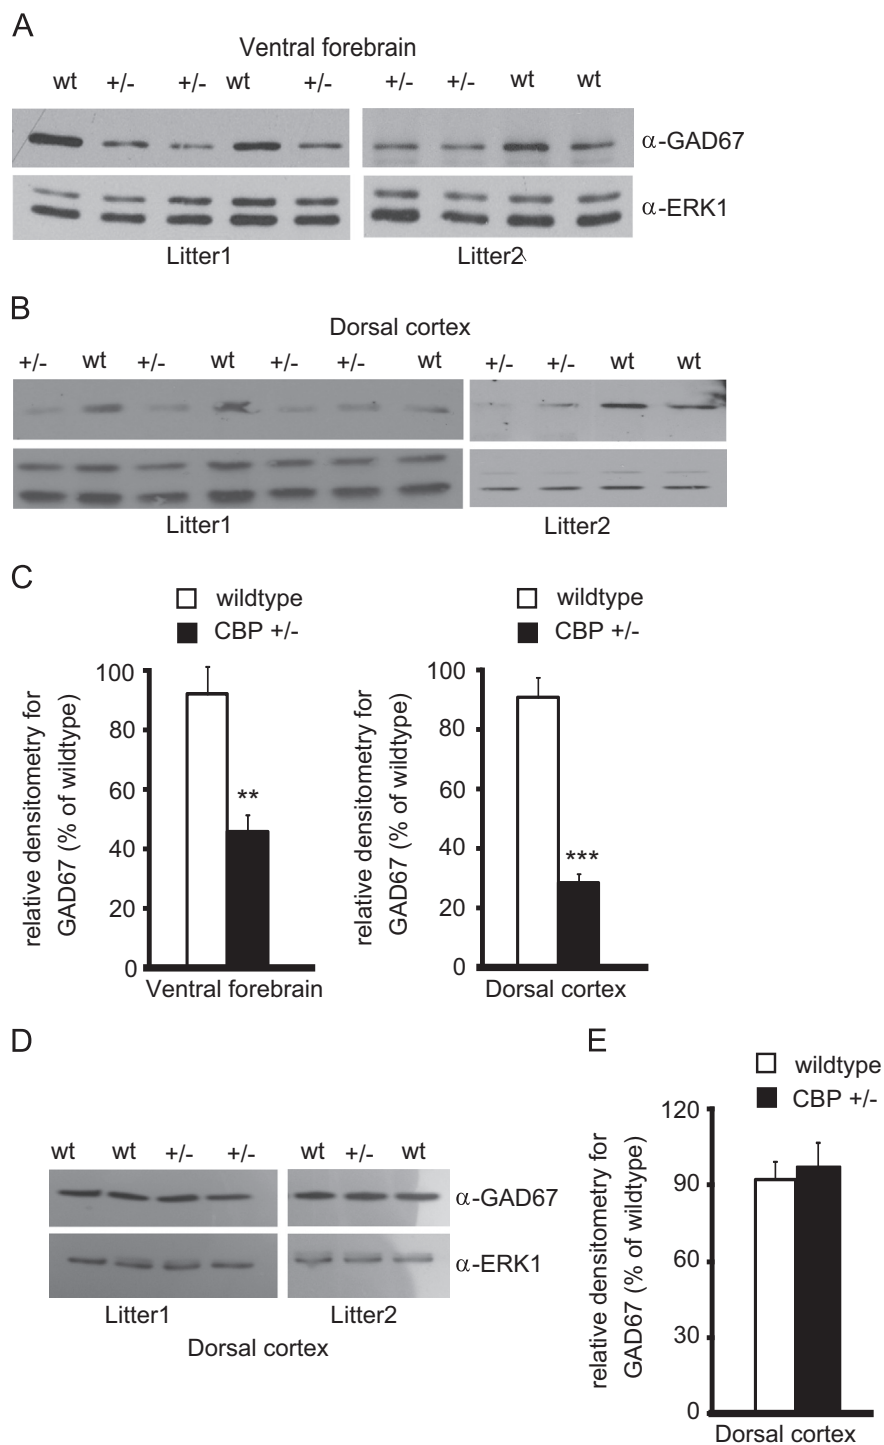 A
Ventral forebrain
wt +/- +/- wt +/- +/- +/- wt wt
α-GAD67
α-ERK1
Litter1 Litter2
B
Dorsal cortex
+/- wt +/- wt +/- +/- wt +/- +/- wt wt
Litter1 Litter2
C
wildtype
CBP +/-
relative densitometry for
GAD67 (% of wildtype)
100
80
60
40
20
0
**
Ventral forebrain
wildtype
CBP +/-
relative densitometry for
GAD67 (% of wildtype)
100
80
60
40
20
0
***
Dorsal cortex
D
wt wt +/- +/- wt +/- wt
α-GAD67
α-ERK1
Litter1 Litter2
Dorsal cortex
E
wildtype
CBP +/-
relative densitometry for
GAD67 (% of wildtype)
120
90
60
30
0
Dorsal cortex